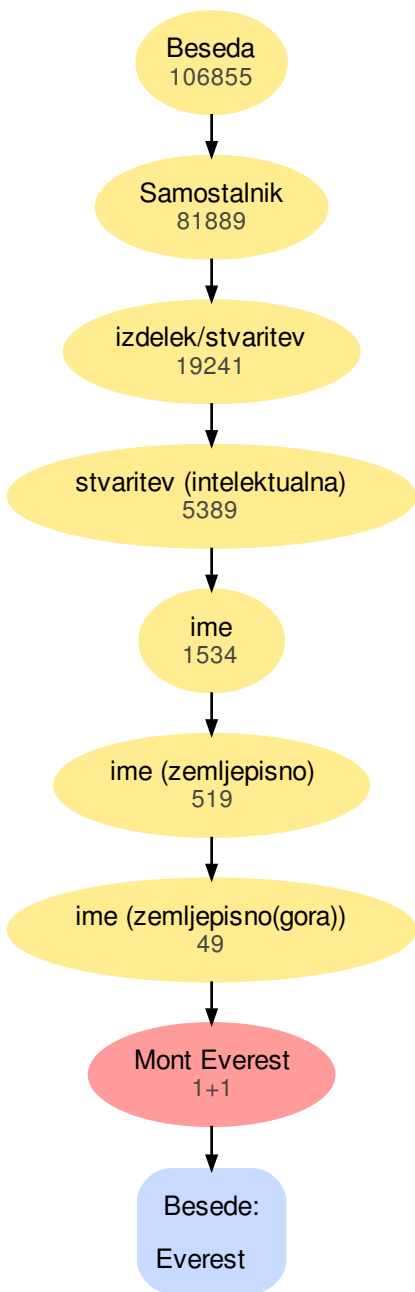 Beseda
106855
Samostalnik
81889
izdelek/stvaritev
19241
stvaritev (intelektualna)
5389
ime
1534
ime (zemljepisno)
519
ime (zemljepisno(gora))
49
Mont Everest
1+1
Besede:
Everest